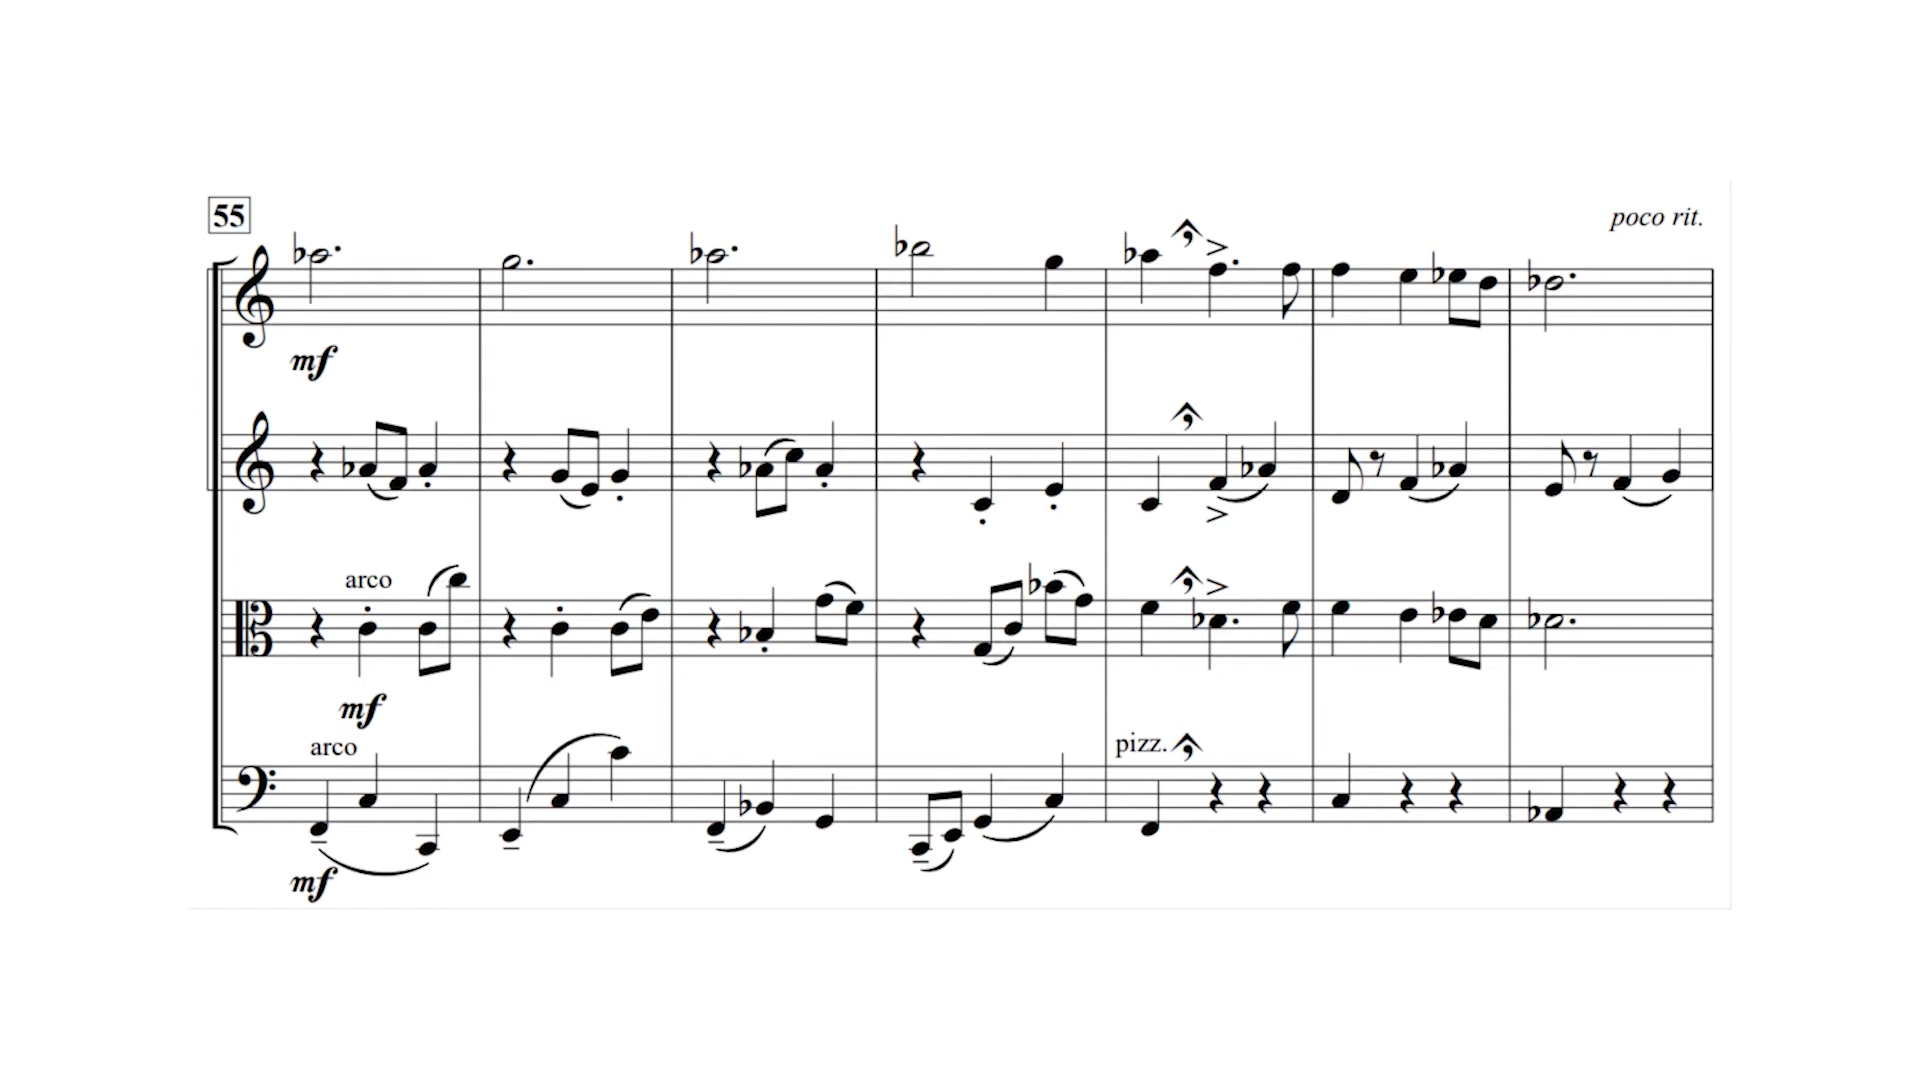 55
poco rit.
mf
arco
mf
arco
pizz.
mf